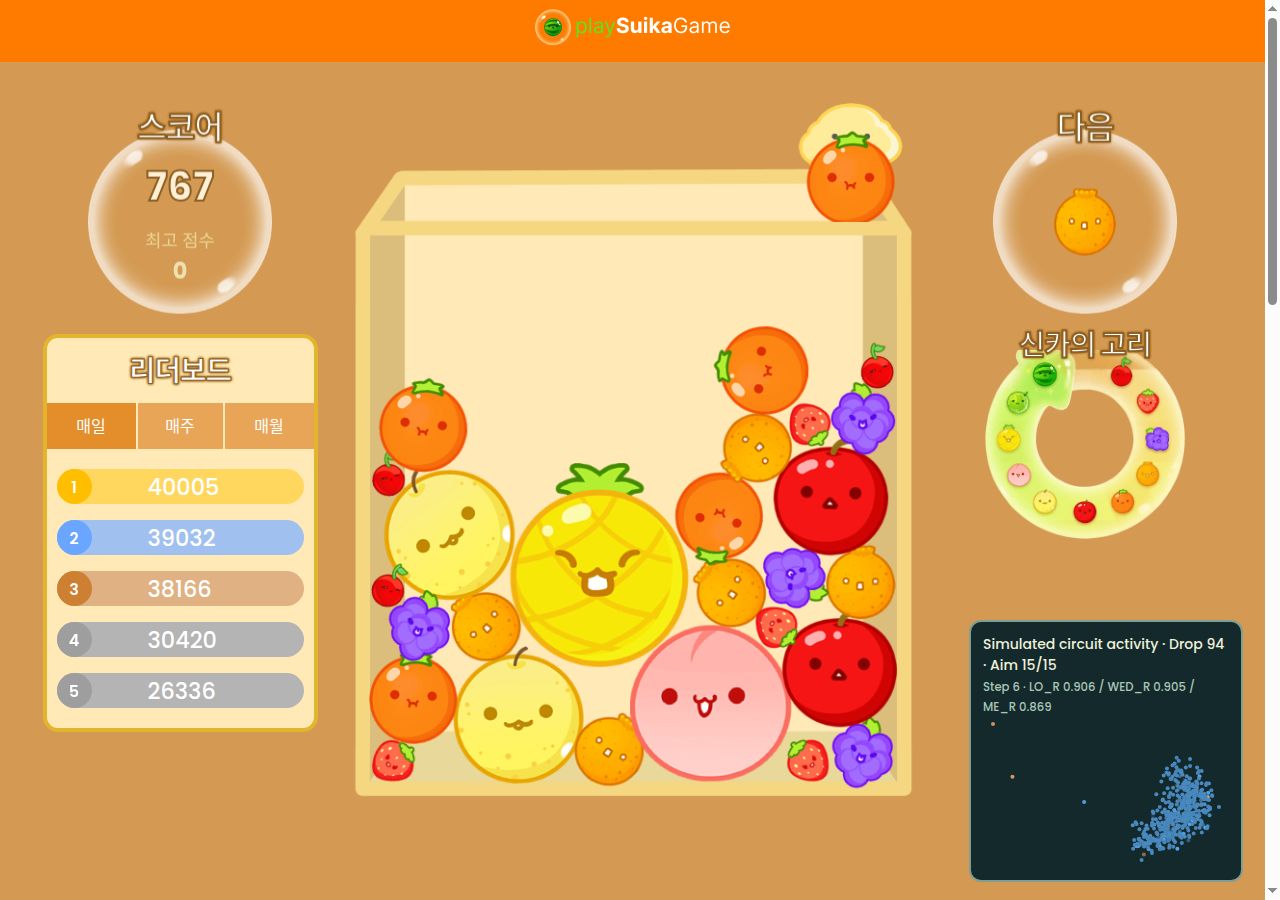 playSuikaGame
스코어
767
최고 점수
0
리더보드
매일 매주 매월
1 40005
2 39032
3 38166
4 30420
5 26336
다음
신카의 고리
Simulated circuit activity · Drop 94
· Aim 15/15
Step 6 · LO_R 0.906 / WED_R 0.905 /
ME_R 0.869